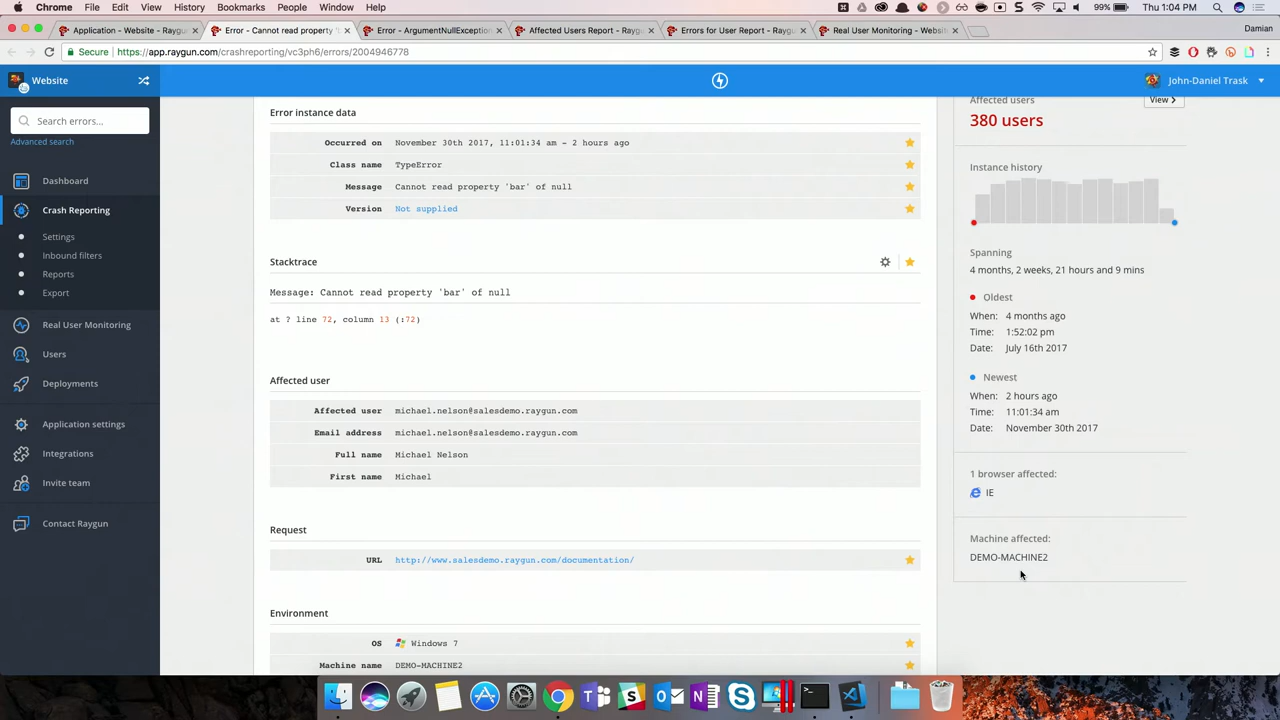 Chrome File Edit View History Bookmarks People Window Help
99% Thu 1:04 PM
Application - Website - Raygun
Error - Cannot read property '
Error - ArgumentNullException
Affected Users Report - Raygun
Errors for User Report - Raygun
Real User Monitoring - Website
Damian
Secure https://app.raygun.com/crashreporting/vc3ph6/errors/2004946778
Website
John-Daniel Trask
Search errors...
Advanced search
Dashboard
Crash Reporting
Settings
Inbound filters
Reports
Export
Real User Monitoring
Users
Deployments
Application settings
Integrations
Invite team
Contact Raygun
Error instance data
Occurred on November 30th 2017, 11:01:34 am – 2 hours ago
Class name TypeError
Message Cannot read property 'bar' of null
Version Not supplied
Stacktrace
Message: Cannot read property 'bar' of null
at ? line 72, column 13 (:72)
Affected user
Affected user michael.nelson@salesdemo.raygun.com
Email address michael.nelson@salesdemo.raygun.com
Full name Michael Nelson
First name Michael
Request
URL http://www.salesdemo.raygun.com/documentation/
Environment
OS Windows 7
Machine name DEMO-MACHINE2
Affected users
View
380 users
Instance history
Spanning
4 months, 2 weeks, 21 hours and 9 mins
Oldest
When: 4 months ago
Time: 1:52:02 pm
Date: July 16th 2017
Newest
When: 2 hours ago
Time: 11:01:34 am
Date: November 30th 2017
1 browser affected:
IE
Machine affected:
DEMO-MACHINE2